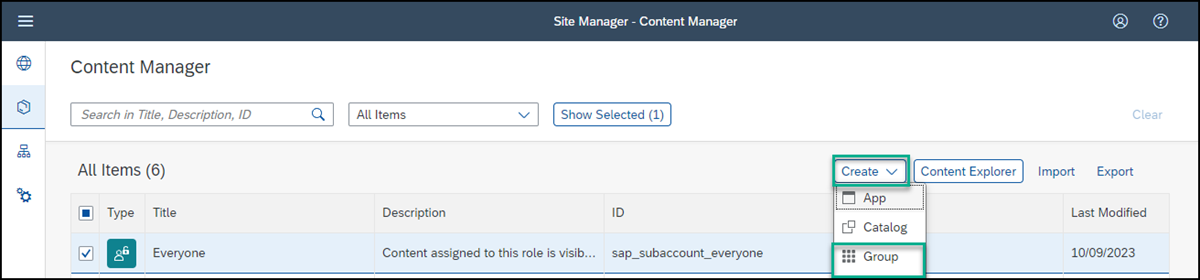 Site Manager - Content Manager
Content Manager
Search in Title, Description, ID
All Items
Show Selected (1)
Clear
All Items (6)
Create
Content Explorer
Import
Export
App
Catalog
Group
Type
Title
Description
ID
Last Modified
Everyone
Content assigned to this role is visib...
sap_subaccount_everyone
10/09/2023